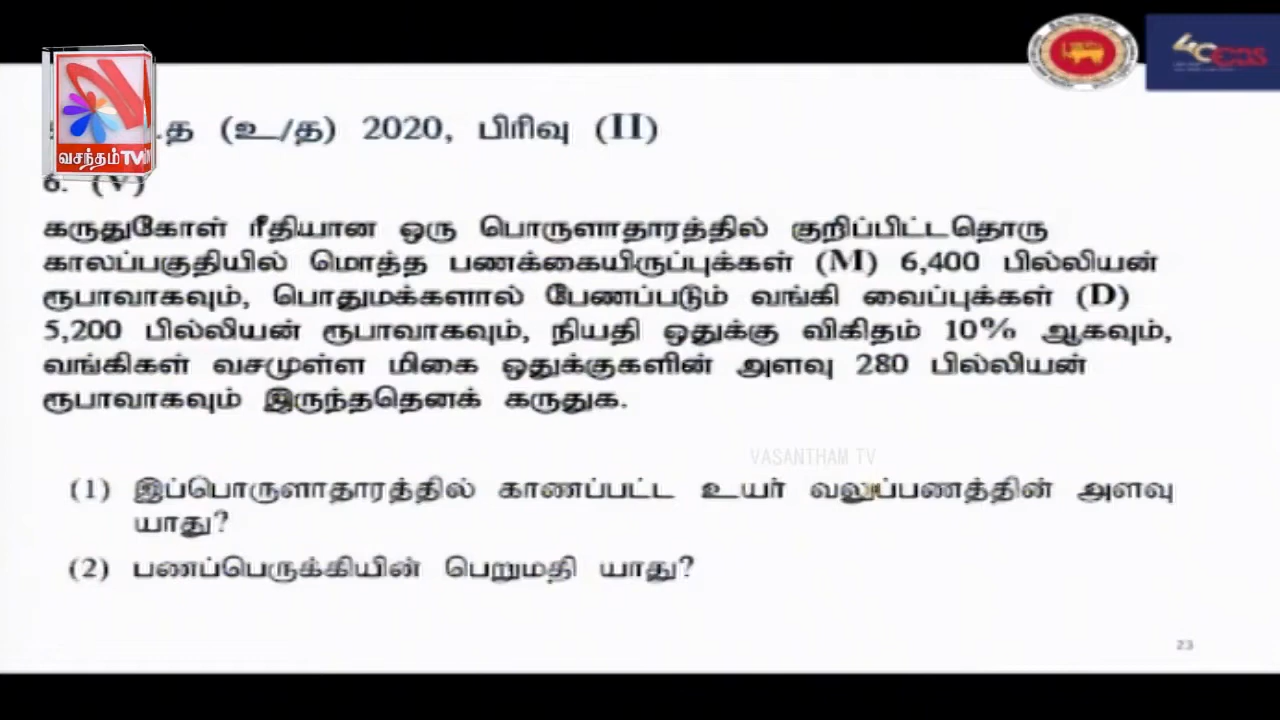 வசந்தம் TV
.த (உ/த) 2020, பிரிவு (II)
6. (V)
கருதுகோள் ரீதியான ஒரு பொருளாதாரத்தில் குறிப்பிட்டதொரு
காலப்பகுதியில் மொத்த பணக்கையிருப்புக்கள் (M) 6,400 பில்லியன்
ரூபாவாகவும், பொதுமக்களால் பேணப்படும் வங்கி வைப்புக்கள் (D)
5,200 பில்லியன் ரூபாவாகவும், நியதி ஒதுக்கு விகிதம் 10% ஆகவும்,
வங்கிகள் வசமுள்ள மிகை ஒதுக்குகளின் அளவு 280 பில்லியன்
ரூபாவாகவும் இருந்ததெனக் கருதுக.
VASANTHAM TV
(1) இப்பொருளாதாரத்தில் காணப்பட்ட உயர் வலுப்பணத்தின் அளவு
யாது?
(2) பணப்பெருக்கியின் பெறுமதி யாது?
23